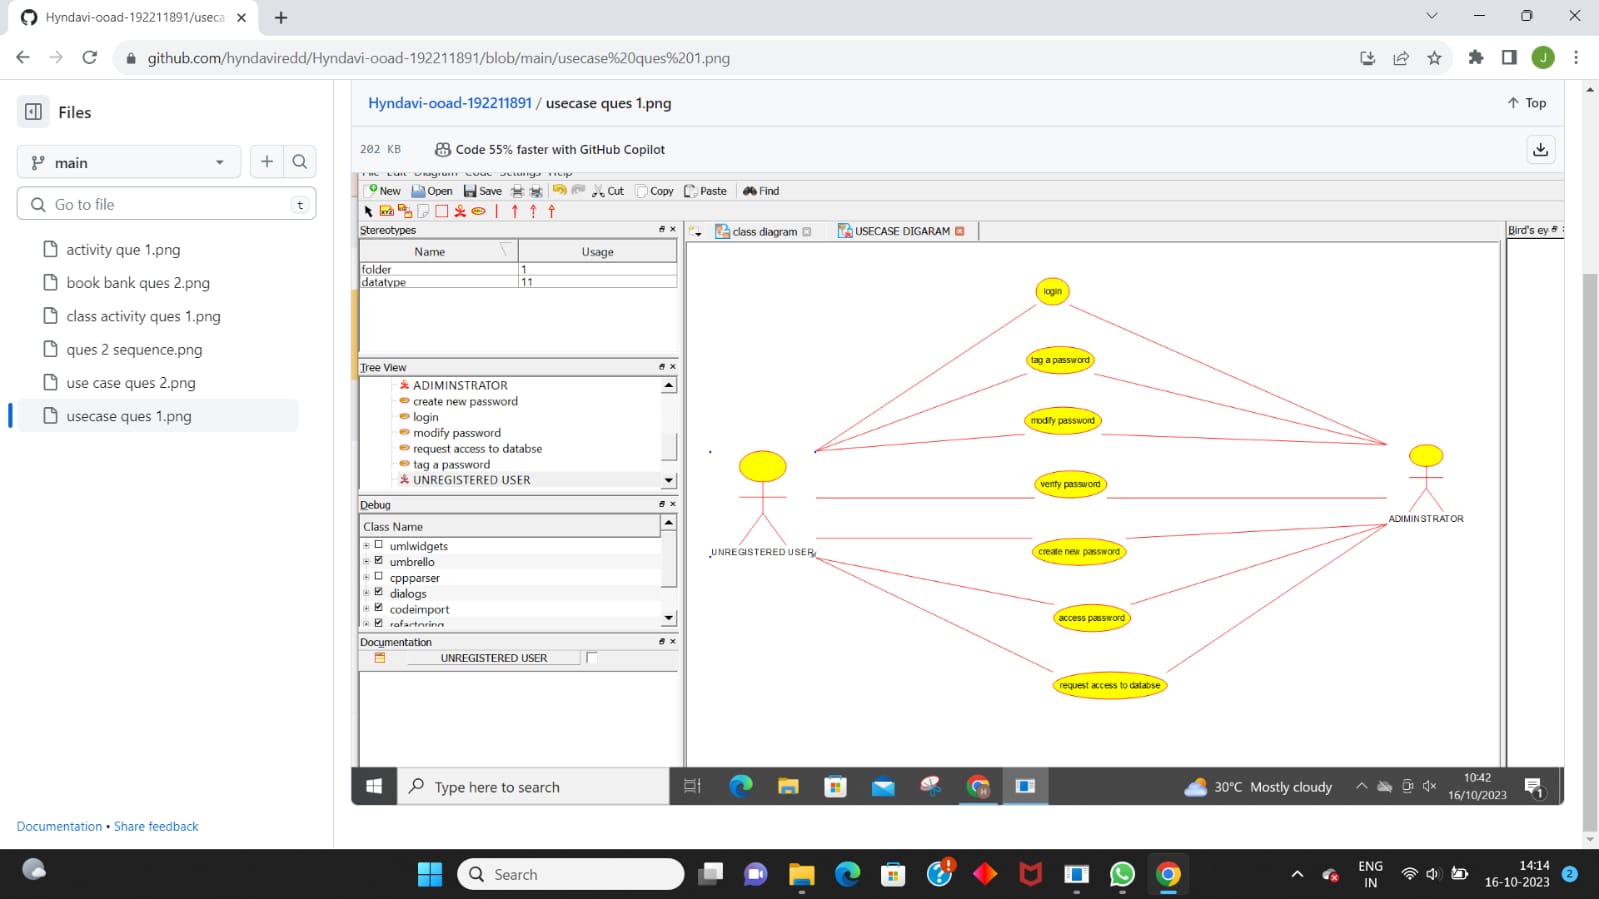 Hyndavi-ooad-192211891/useca
github.com/hyndaviredd/Hyndavi-ooad-192211891/blob/main/usecase%20ques%201.png
J
Files
main
Go to file
t
activity que 1.png
book bank ques 2.png
class activity ques 1.png
ques 2 sequence.png
use case ques 2.png
usecase ques 1.png
Documentation • Share feedback
Hyndavi-ooad-192211891 / usecase ques 1.png
Top
202 KB
Code 55% faster with GitHub Copilot
File Edit Diagram Code Settings Help
New Open Save Cut Copy Paste Find
Stereotypes
Name Usage
folder 1
datatype 11
Tree View
ADIMINSTRATOR
create new password
login
modify password
request access to databse
tag a password
UNREGISTERED USER
Debug
Class Name
umlwidgets
umbrello
cppparser
dialogs
codeimport
refactoring
Documentation
UNREGISTERED USER
class diagram
USECASE DIGARAM
Bird's ey
login
tag a password
modify password
verify password
create new password
access password
request access to databse
UNREGISTERED USER
ADIMINSTRATOR
Type here to search
H
30°C Mostly cloudy
10:42
16/10/2023
1
Search
ENG
IN
14:14
16-10-2023
2